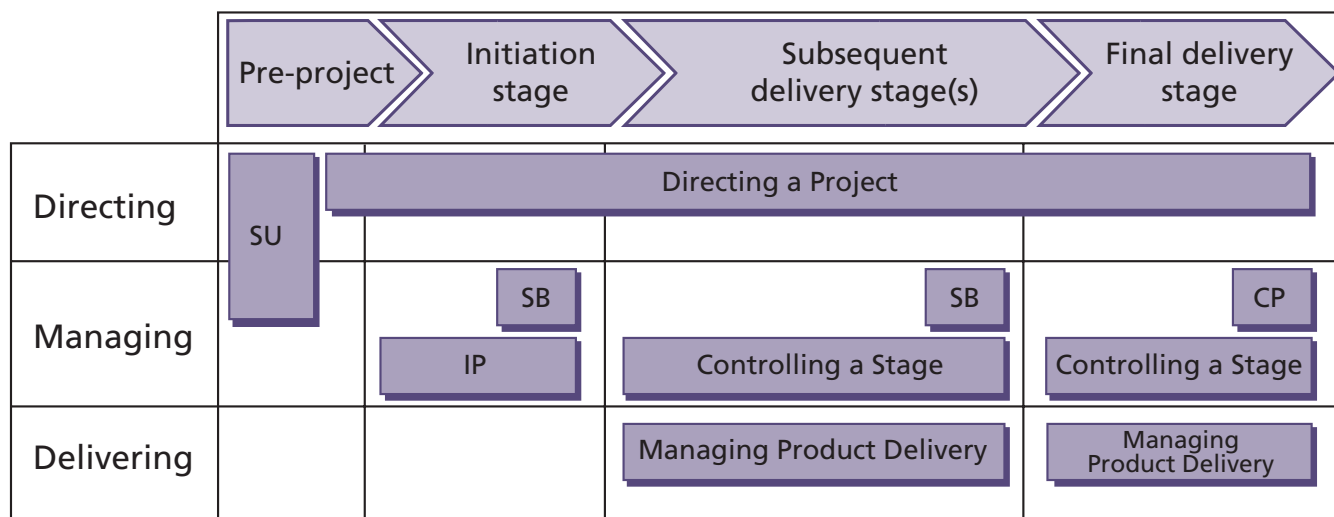 Pre-project
Initiation
stage
Subsequent
delivery stage(s)
Final delivery
stage
Directing
SU
Directing a Project
Managing
SB
SB
CP
IP
Controlling a Stage
Controlling a Stage
Delivering
Managing Product Delivery
Managing
Product Delivery